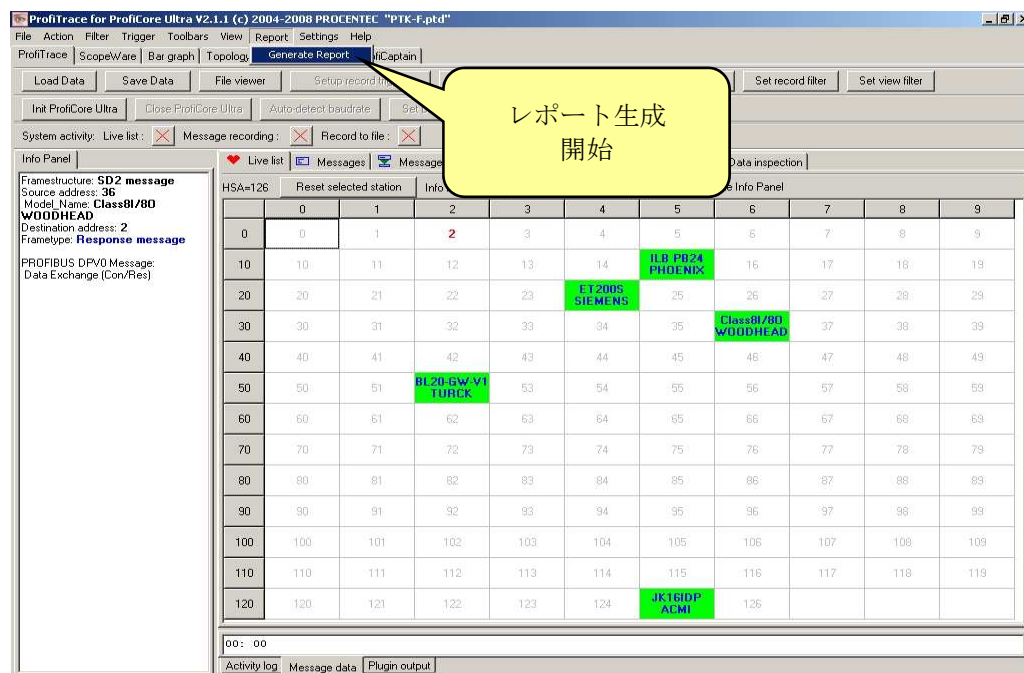 ProfiTrace for ProfiCore Ultra V2.1.1 (c) 2004-2008 PROCENTEC "PTK-F.ptd"
File Action Filter Trigger Toolbars View Report Settings Help
ProfiTrace ScopeWare Bar graph Topology Generate Report
Load Data Save Data File viewer Setup record Set record filter Set view filter
レポート生成
開始
Init ProfiCore Ultra Close ProfiCore Ultra Auto-detect baudrate Set
System activity: Live list : Message recording : Record to file :
Info Panel
Live list Messages Message Data inspection
HSA=126 Reset selected station Info Info Panel
Framestructure: SD2 message
Source address: 36
Model_Name: Class8I/8O
WOODHEAD
Destination address: 2
Frametype: Response message
PROFIBUS DPV0 Message:
Data Exchange (Con/Res)
0 1 2 3 4 5 6 7 8 9
0 0 1 2 3 4 5 6 7 8 9
10 10 11 12 13 14 ILB PB24 PHOENIX 16 17 18 19
20 20 21 22 23 ET200S SIEMENS 25 26 27 28 29
30 30 31 32 33 34 35 Class8I/8O WOODHEAD 37 38 39
40 40 41 42 43 44 45 46 47 48 49
50 50 51 BL20-GW-V1 TURCK 53 54 55 56 57 58 59
60 60 61 62 63 64 65 66 67 68 69
70 70 71 72 73 74 75 76 77 78 79
80 80 81 82 83 84 85 86 87 88 89
90 90 91 92 93 94 95 96 97 98 99
100 100 101 102 103 104 105 106 107 108 109
110 110 111 112 113 114 115 116 117 118 119
120 120 121 122 123 124 JK16IDP ACMI 126
00: 00
Activity log Message data Plugin output